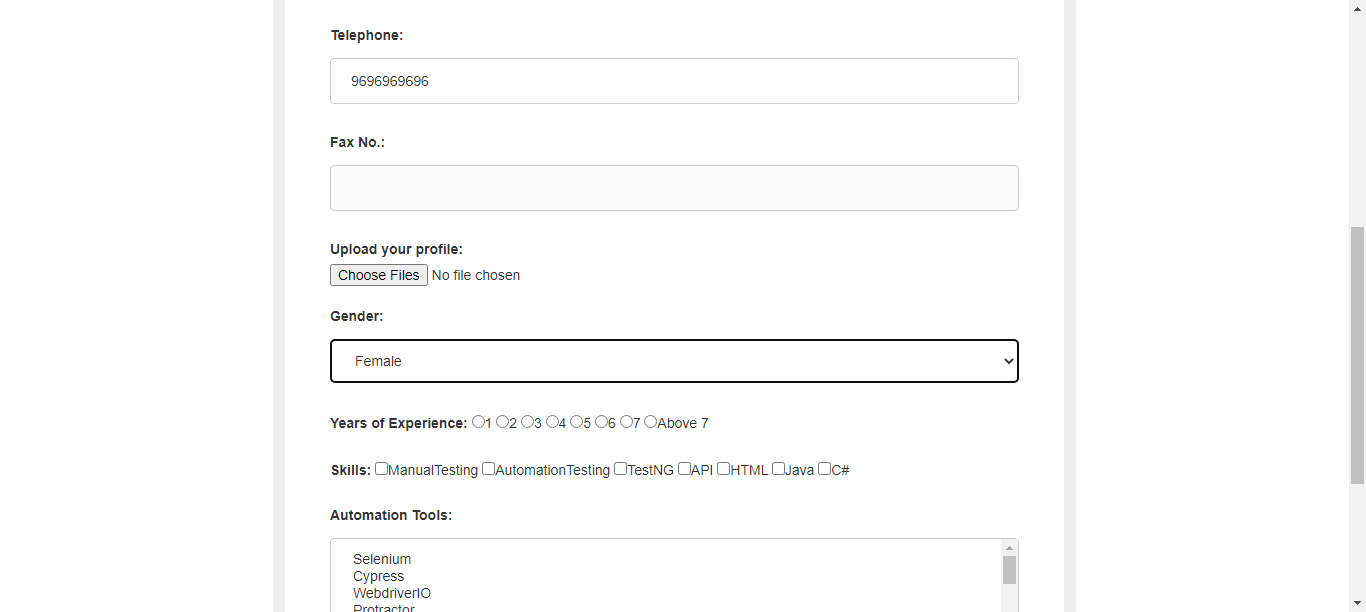 Telephone:
9696969696
Fax No.:
Upload your profile:
Choose Files No file chosen
Gender:
Female
Years of Experience: 1 2 3 4 5 6 7 Above 7
Skills: ManualTesting AutomationTesting TestNG API HTML Java C#
Automation Tools:
Selenium
Cypress
WebdriverIO
Protractor